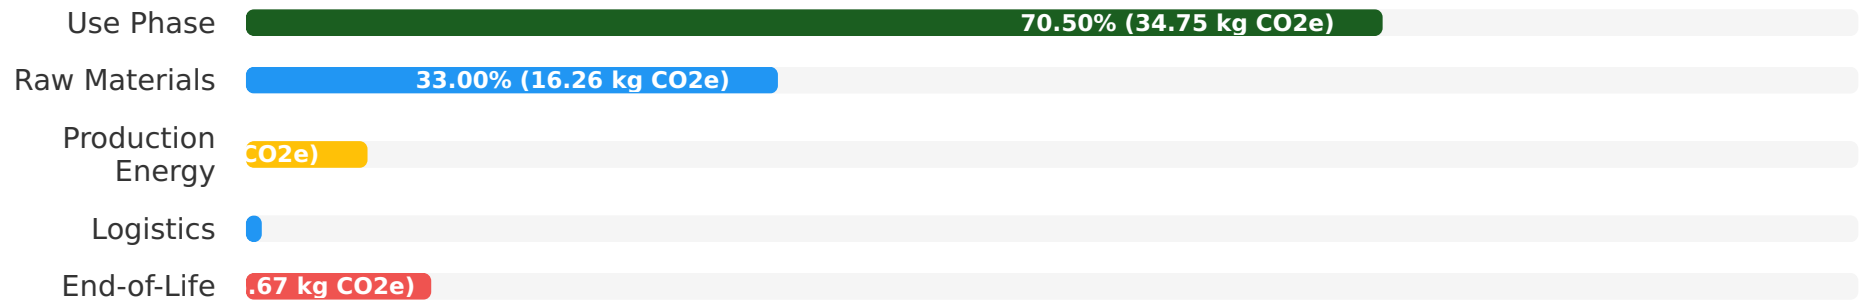 Use Phase
70.50% (34.75 kg CO2e)
Raw Materials
33.00% (16.26 kg CO2e)
Production
Energy
CO2e)
Logistics
End-of-Life
.67 kg CO2e)